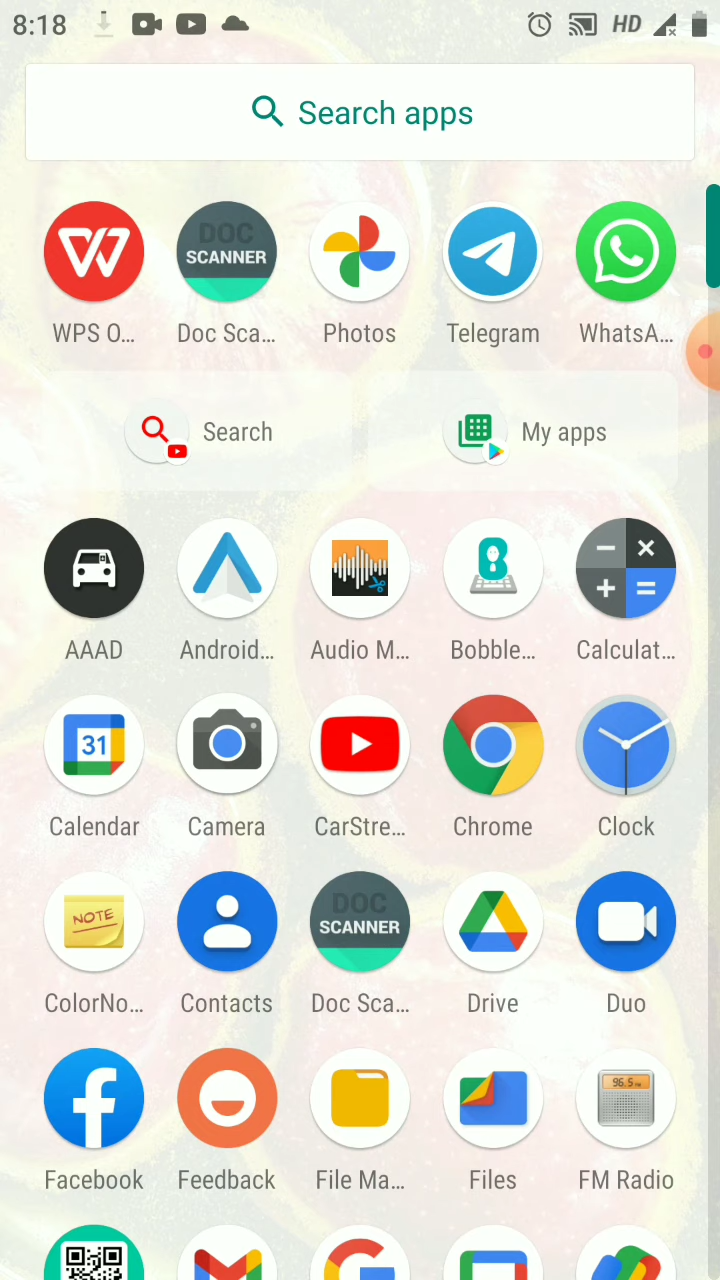 8:18 HD
Search apps
DOC
SCANNER
WPS O... Doc Sca... Photos Telegram WhatsA...
Search My apps
AAAD Android... Audio M... Bobble... Calculat...
31
Calendar Camera CarStre... Chrome Clock
NOTE DOC
SCANNER
ColorNo... Contacts Doc Sca... Drive Duo
96.5
Facebook Feedback File Ma... Files FM Radio